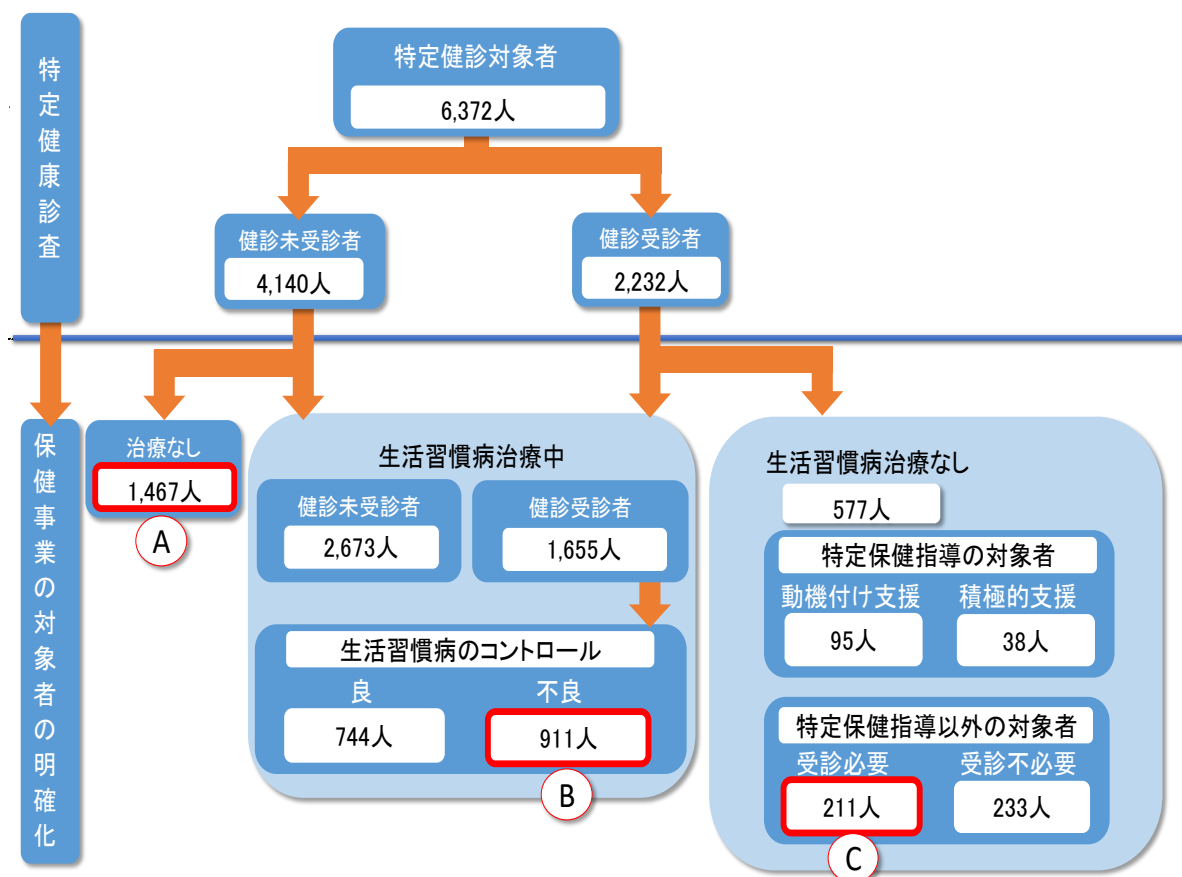 特定健康診査
特定健診対象者
6,372人
健診未受診者
4,140人
健診受診者
2,232人
保健事業の対象者の明確化
治療なし
1,467人
A
生活習慣病治療中
健診未受診者
2,673人
健診受診者
1,655人
生活習慣病のコントロール
良
不良
744人
911人
B
生活習慣病治療なし
577人
特定保健指導の対象者
動機付け支援
積極的支援
95人
38人
特定保健指導以外の対象者
受診必要
受診不必要
211人
233人
C